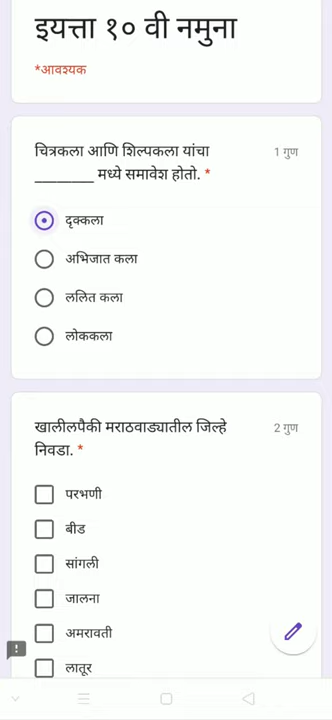 इयत्ता १० वी नमुना
*आवश्यक
चित्रकला आणि शिल्पकला यांचा
________ मध्ये समावेश होतो. *
1 गुण
दृक्कला
अभिजात कला
ललित कला
लोककला
खालीलपैकी मराठवाड्यातील जिल्हे
निवडा. *
2 गुण
परभणी
बीड
सांगली
जालना
अमरावती
लातूर